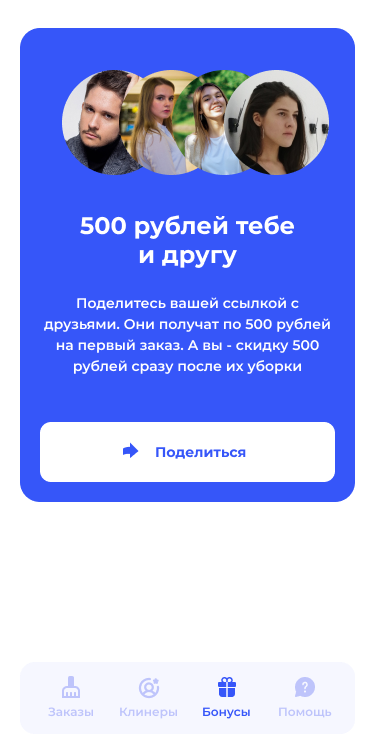 500 рублей тебе
и другу
Поделитесь вашей ссылкой с
друзьями. Они получат по 500 рублей
на первый заказ. А вы - скидку 500
рублей сразу после их уборки
Поделиться
Заказы Клинеры Бонусы Помощь